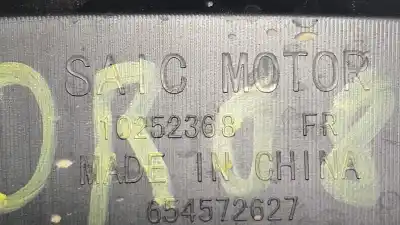 SAIC MOTOR
10252368 FR
MADE IN CHINA
654572627